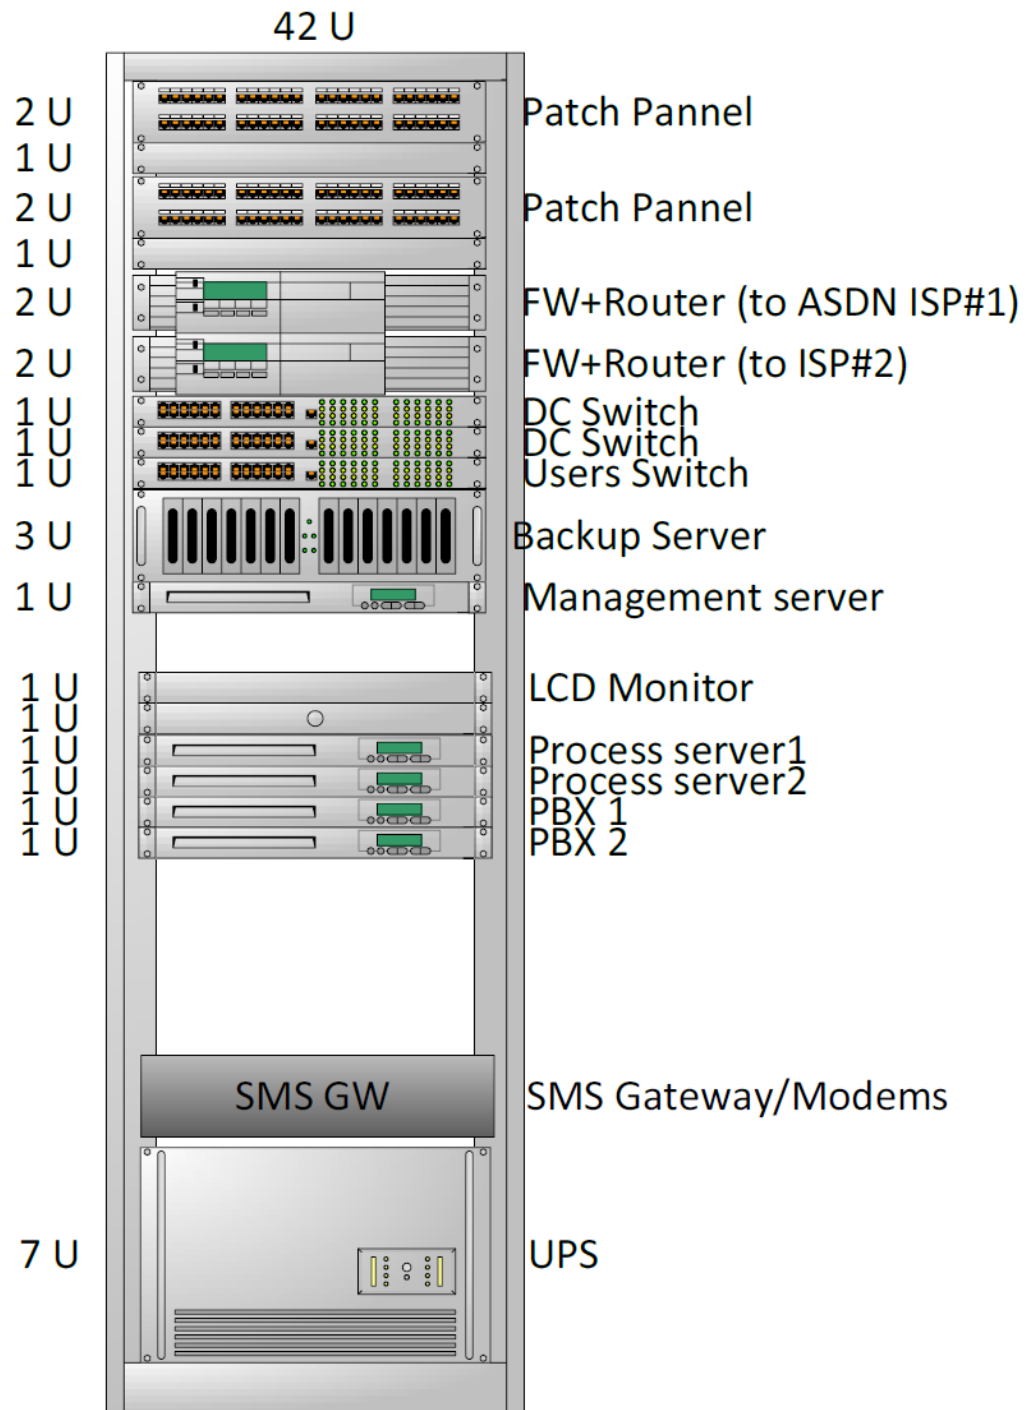 42 U
2 U Patch Pannel
1 U
2 U Patch Pannel
1 U
2 U FW+Router (to ASDN ISP#1)
2 U FW+Router (to ISP#2)
1 U DC Switch
1 U DC Switch
1 U Users Switch
3 U Backup Server
1 U Management server
1 U LCD Monitor
1 U
1 U Process server1
1 U Process server2
1 U PBX 1
1 U PBX 2
SMS GW SMS Gateway/Modems
7 U UPS